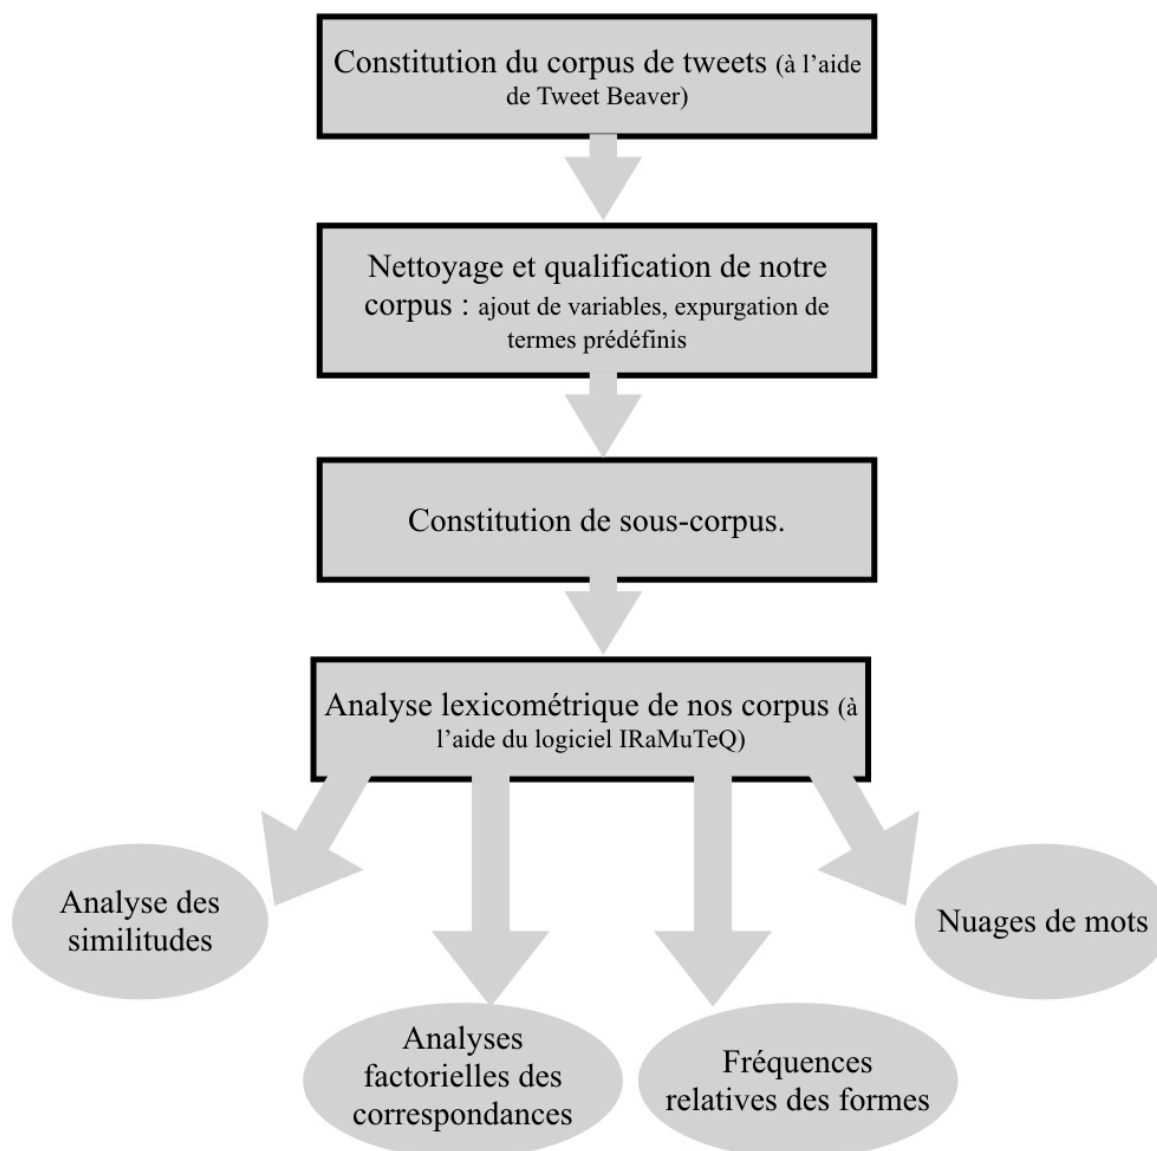 Constitution du corpus de tweets (à l’aide
de Tweet Beaver)
Nettoyage et qualification de notre
corpus : ajout de variables, expurgation de
termes prédéfinis
Constitution de sous-corpus.
Analyse lexicométrique de nos corpus (à
l’aide du logiciel IRaMuTeQ)
Analyse des
similitudes
Nuages de mots
Analyses
factorielles des
correspondances
Fréquences
relatives des formes